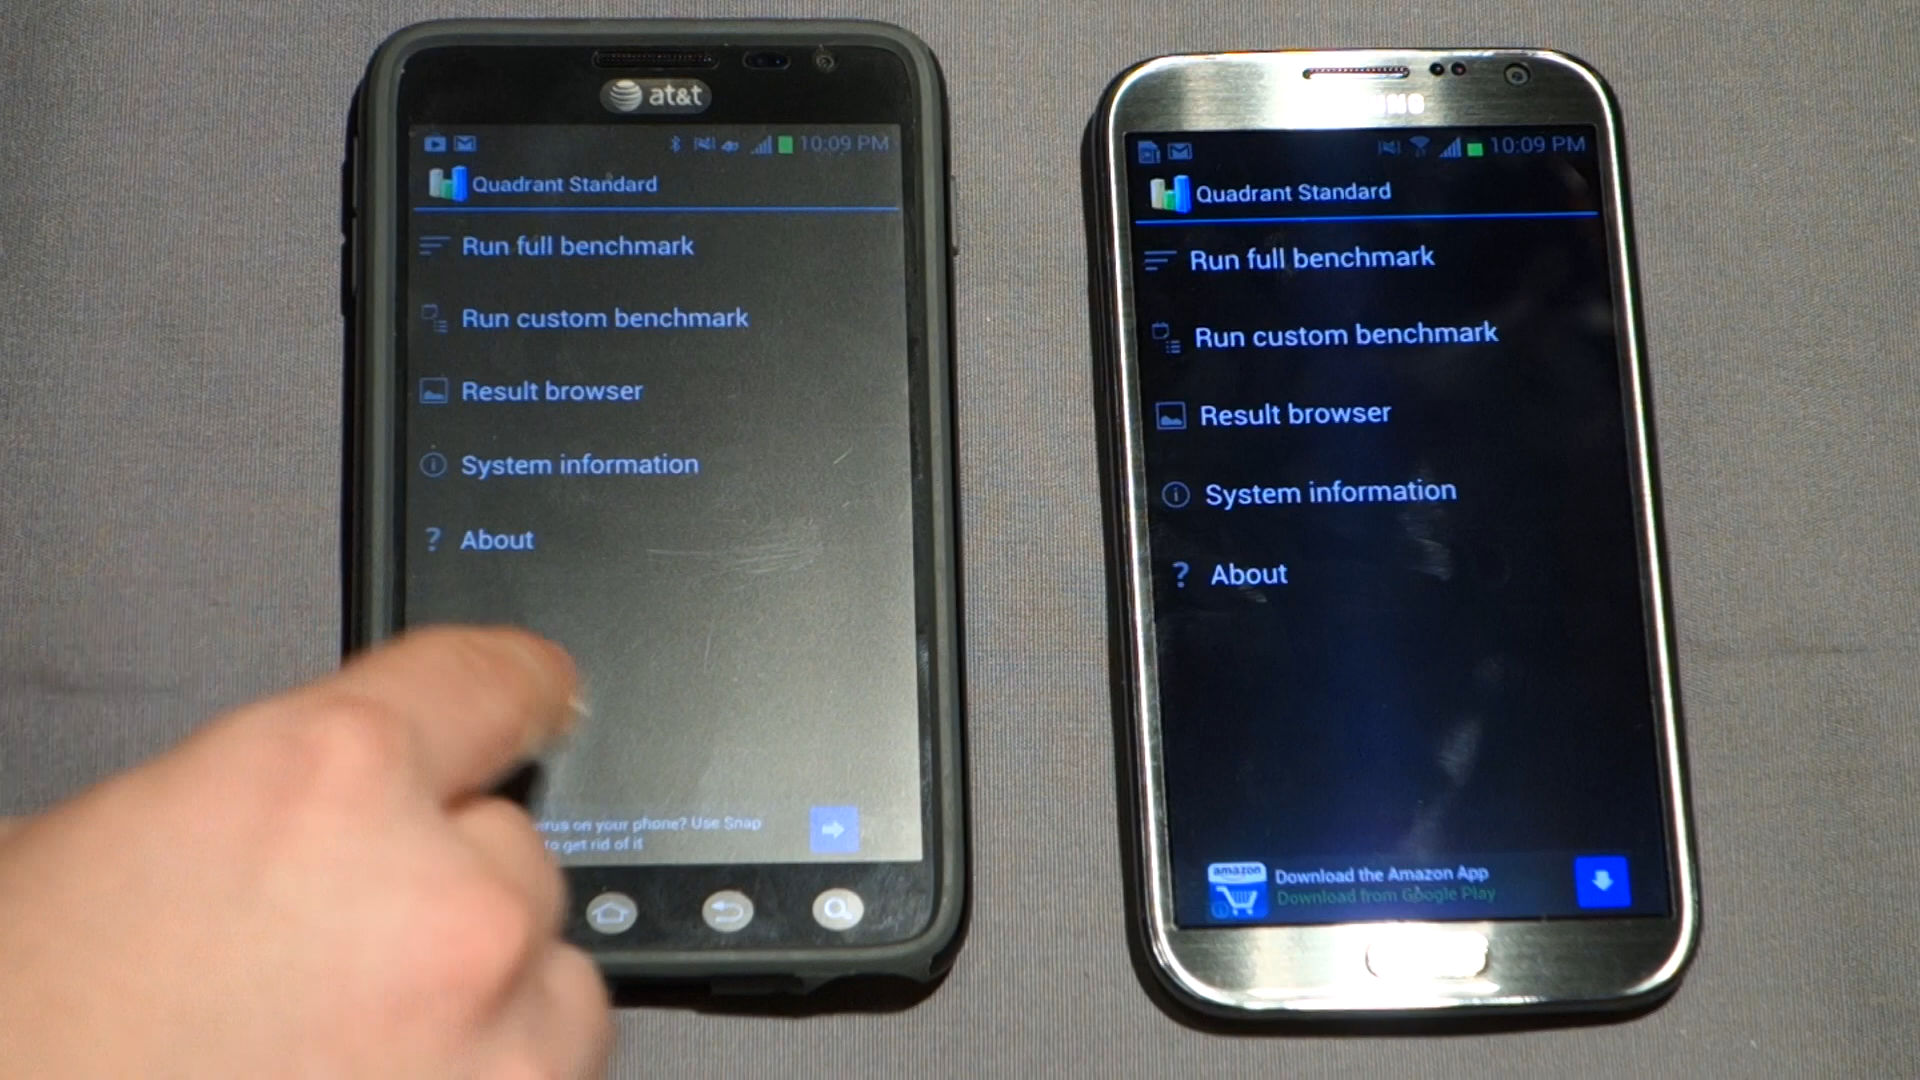 at&t
10:09 PM
Quadrant Standard
Run full benchmark
Run custom benchmark
Result browser
System information
? About
on your phone? Use Snap
to get rid of it
10:09 PM
Quadrant Standard
Run full benchmark
Run custom benchmark
Result browser
System information
? About
amazon
Download the Amazon App
Download from Google Play